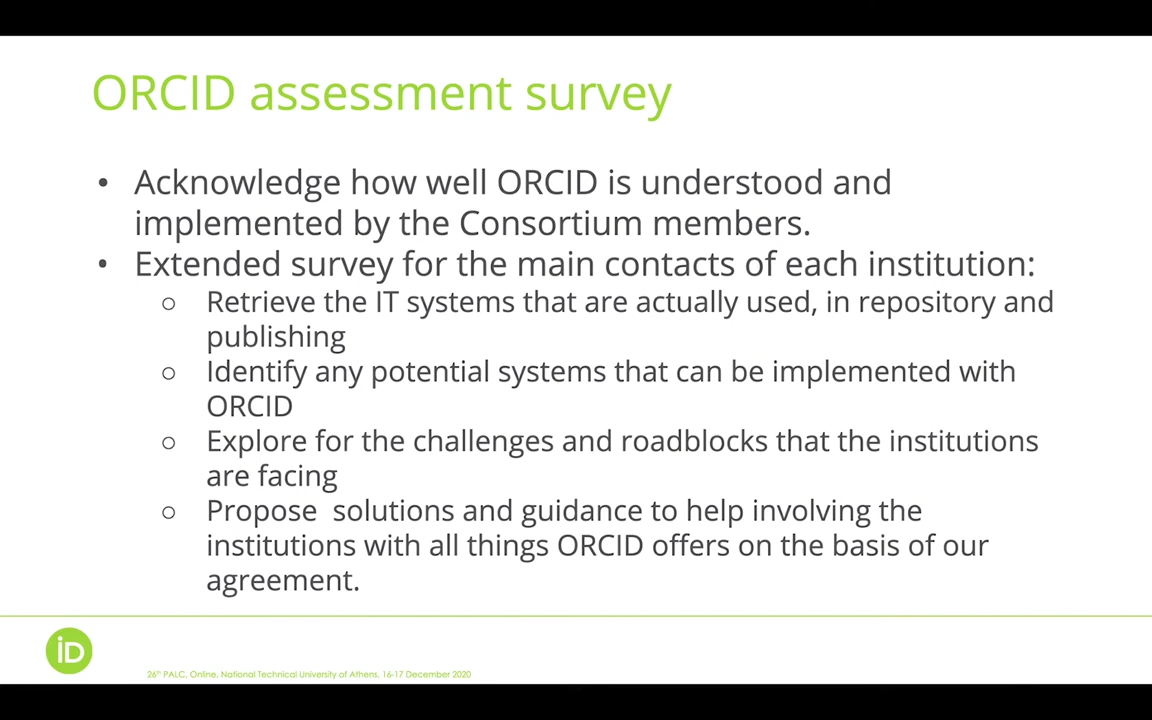 ORCID assessment survey
• Acknowledge how well ORCID is understood and
implemented by the Consortium members.
• Extended survey for the main contacts of each institution:
○ Retrieve the IT systems that are actually used, in repository and
publishing
○ Identify any potential systems that can be implemented with
ORCID
○ Explore for the challenges and roadblocks that the institutions
are facing
○ Propose  solutions and guidance to help involving the
institutions with all things ORCID offers on the basis of our
agreement.
iD
26th PALC, Online, National Technical University of Athens, 16-17 December 2020